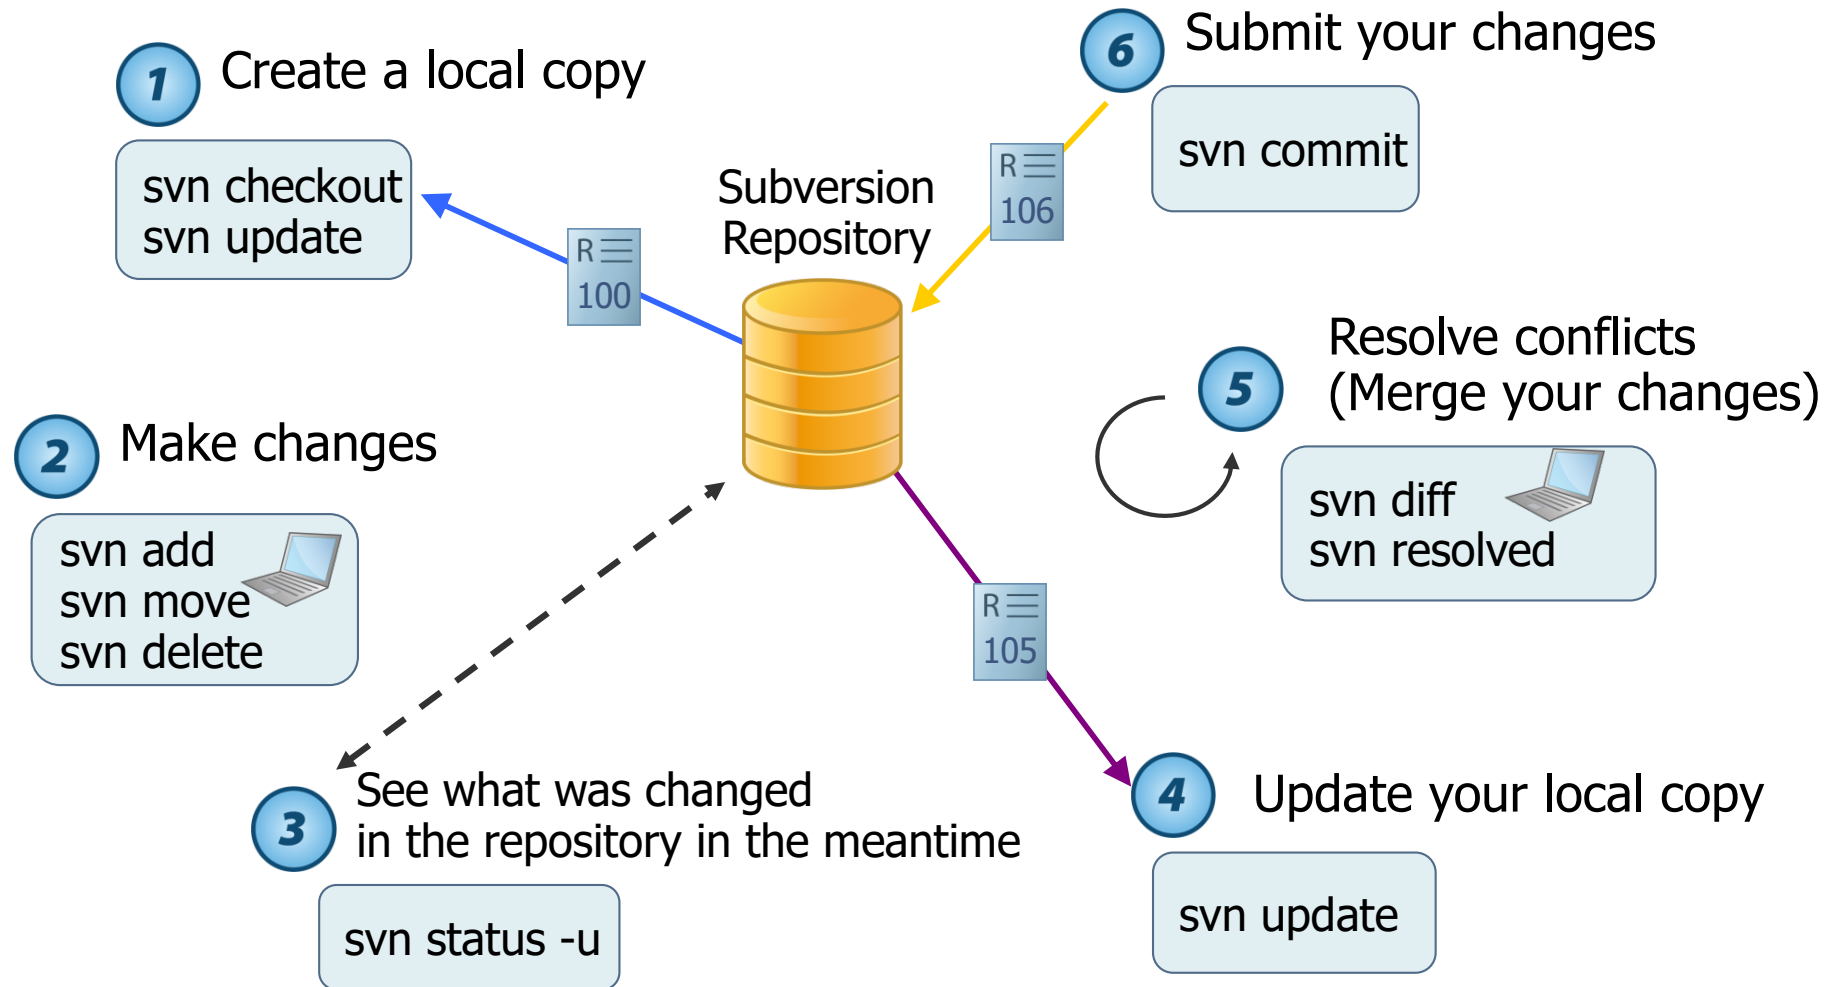 1
Create a local copy
svn checkout
svn update
R
100
2
Make changes
svn add
svn move
svn delete
Subversion
Repository
3
See what was changed
in the repository in the meantime
svn status -u
4
Update your local copy
svn update
R
105
5
Resolve conflicts
(Merge your changes)
svn diff
svn resolved
6
Submit your changes
svn commit
R
106